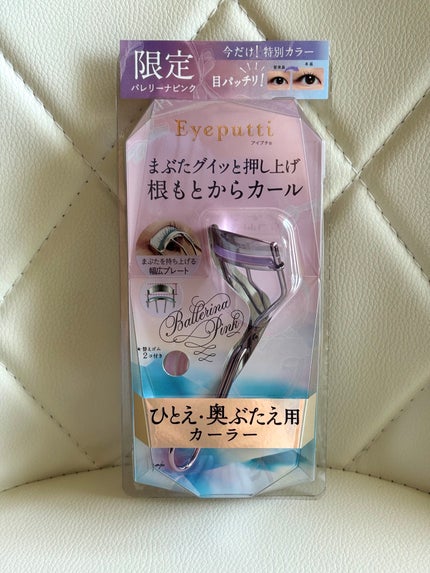 限定
バレリーナピンク
今だけ!特別カラー
目パッチリ!
Eyeputti
アイプチ®
まぶたグイッと押し上げ
根もとからカール
まぶたを持ち上げる
幅広プレート
Ballerina
Pink
替えゴム
2コ付き
ひとえ・奥ぶたえ用
カーラー